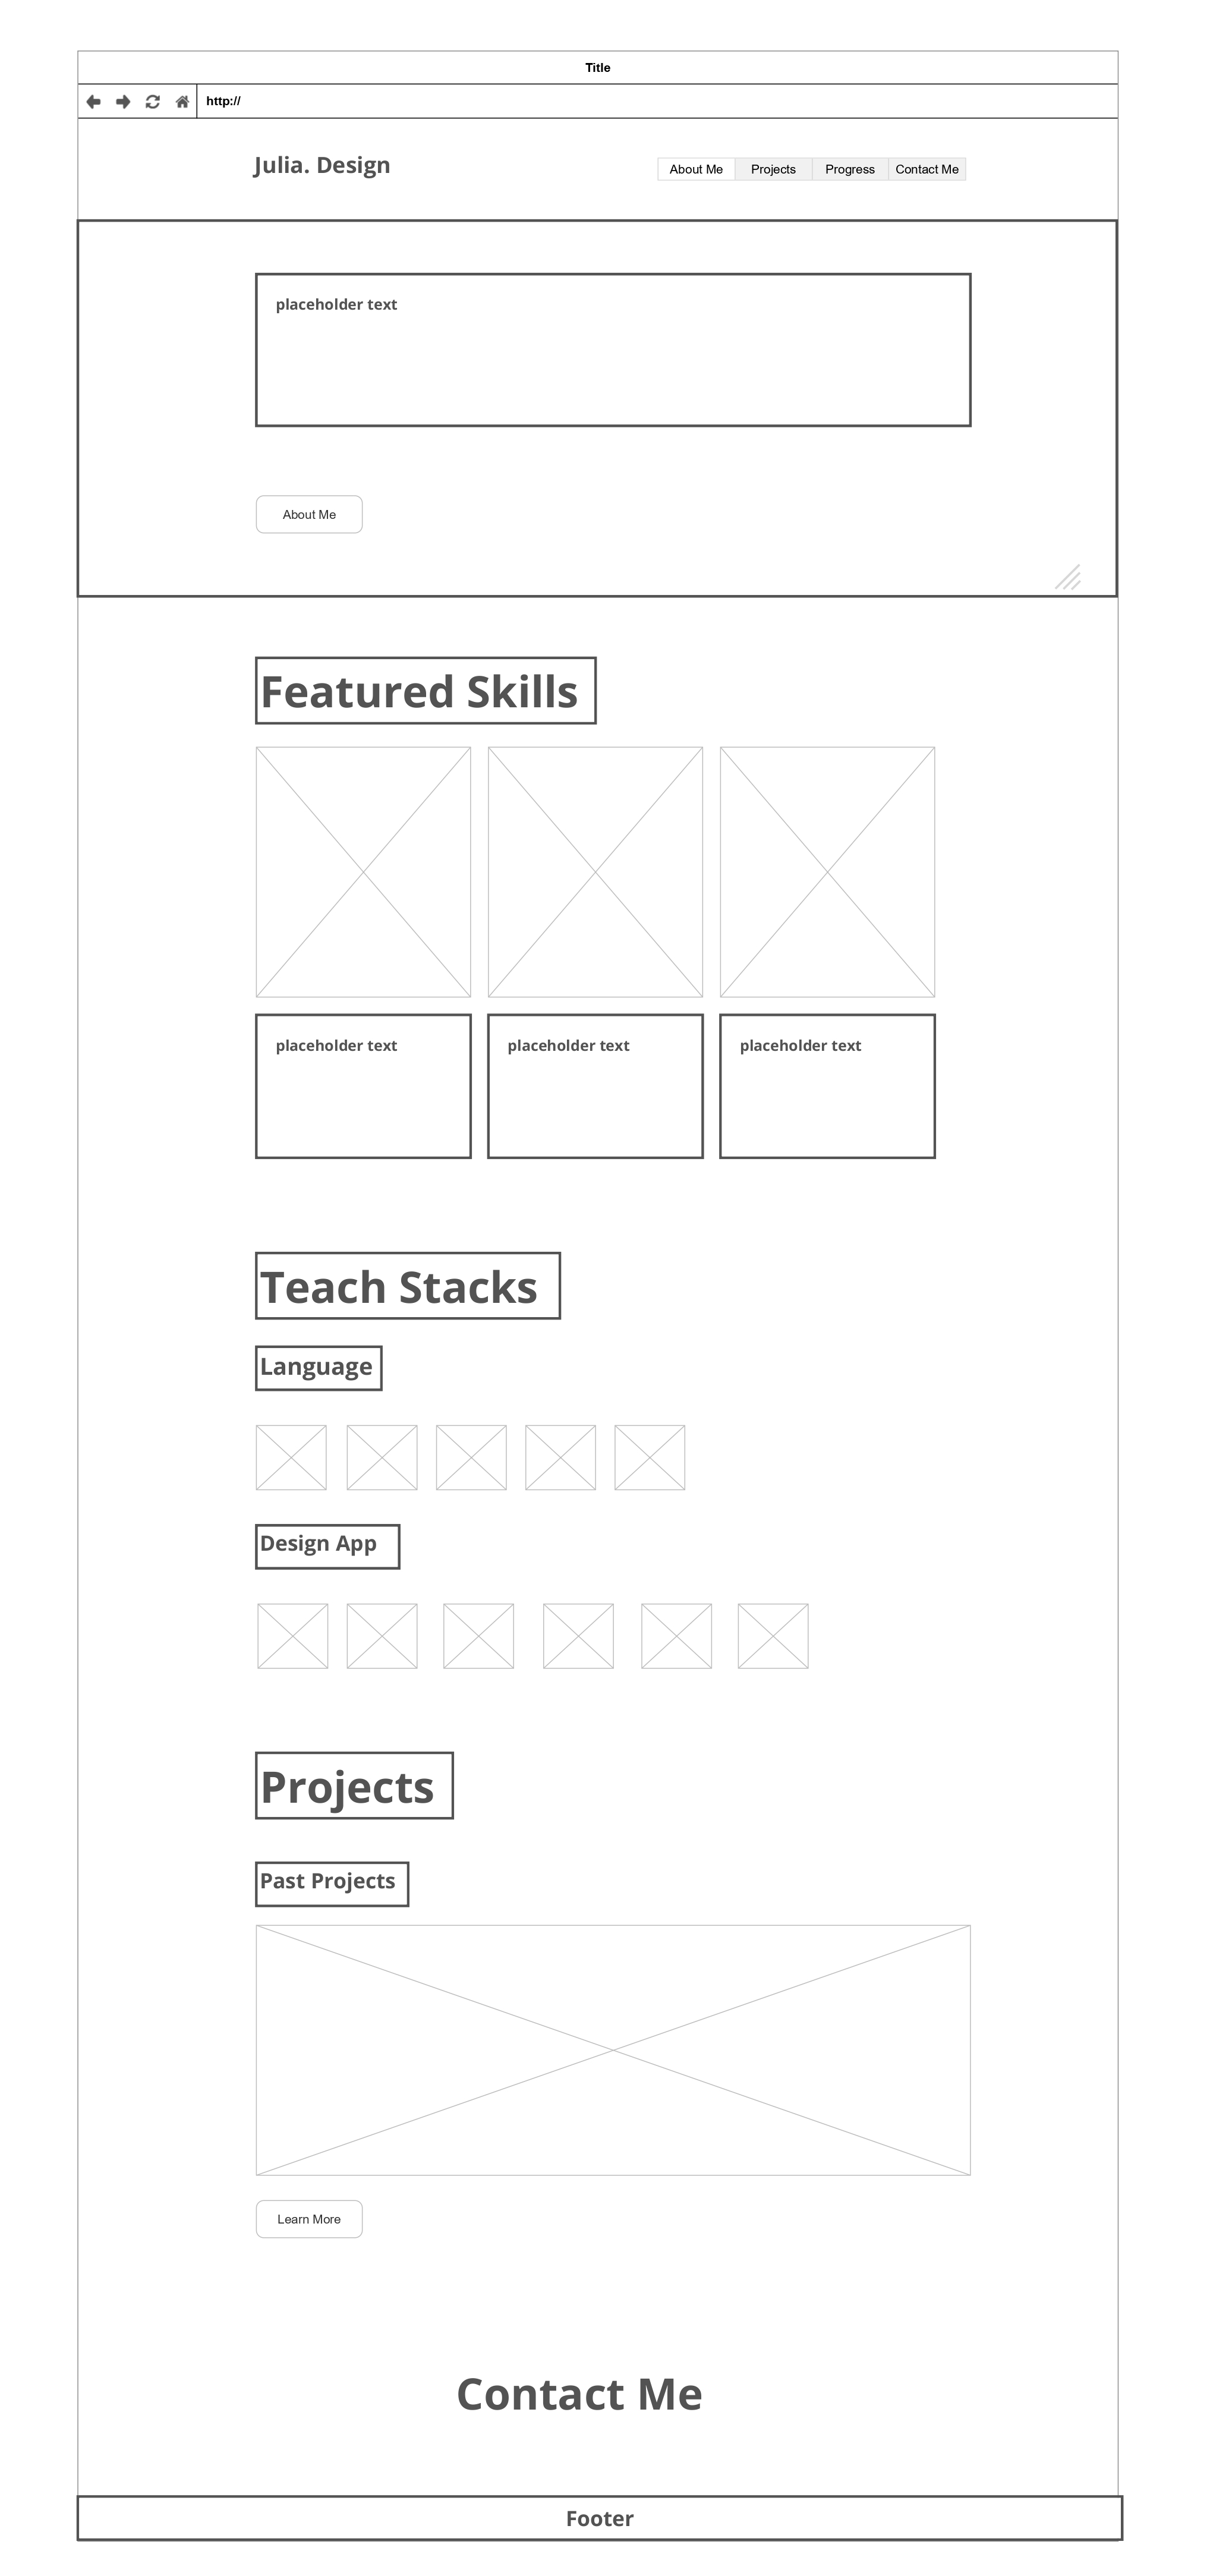 Title
http://
Julia. Design
About Me Projects Progress Contact Me
placeholder text
About Me
Featured Skills
placeholder text placeholder text placeholder text
Teach Stacks
Language
Design App
Projects
Past Projects
Learn More
Contact Me
Footer